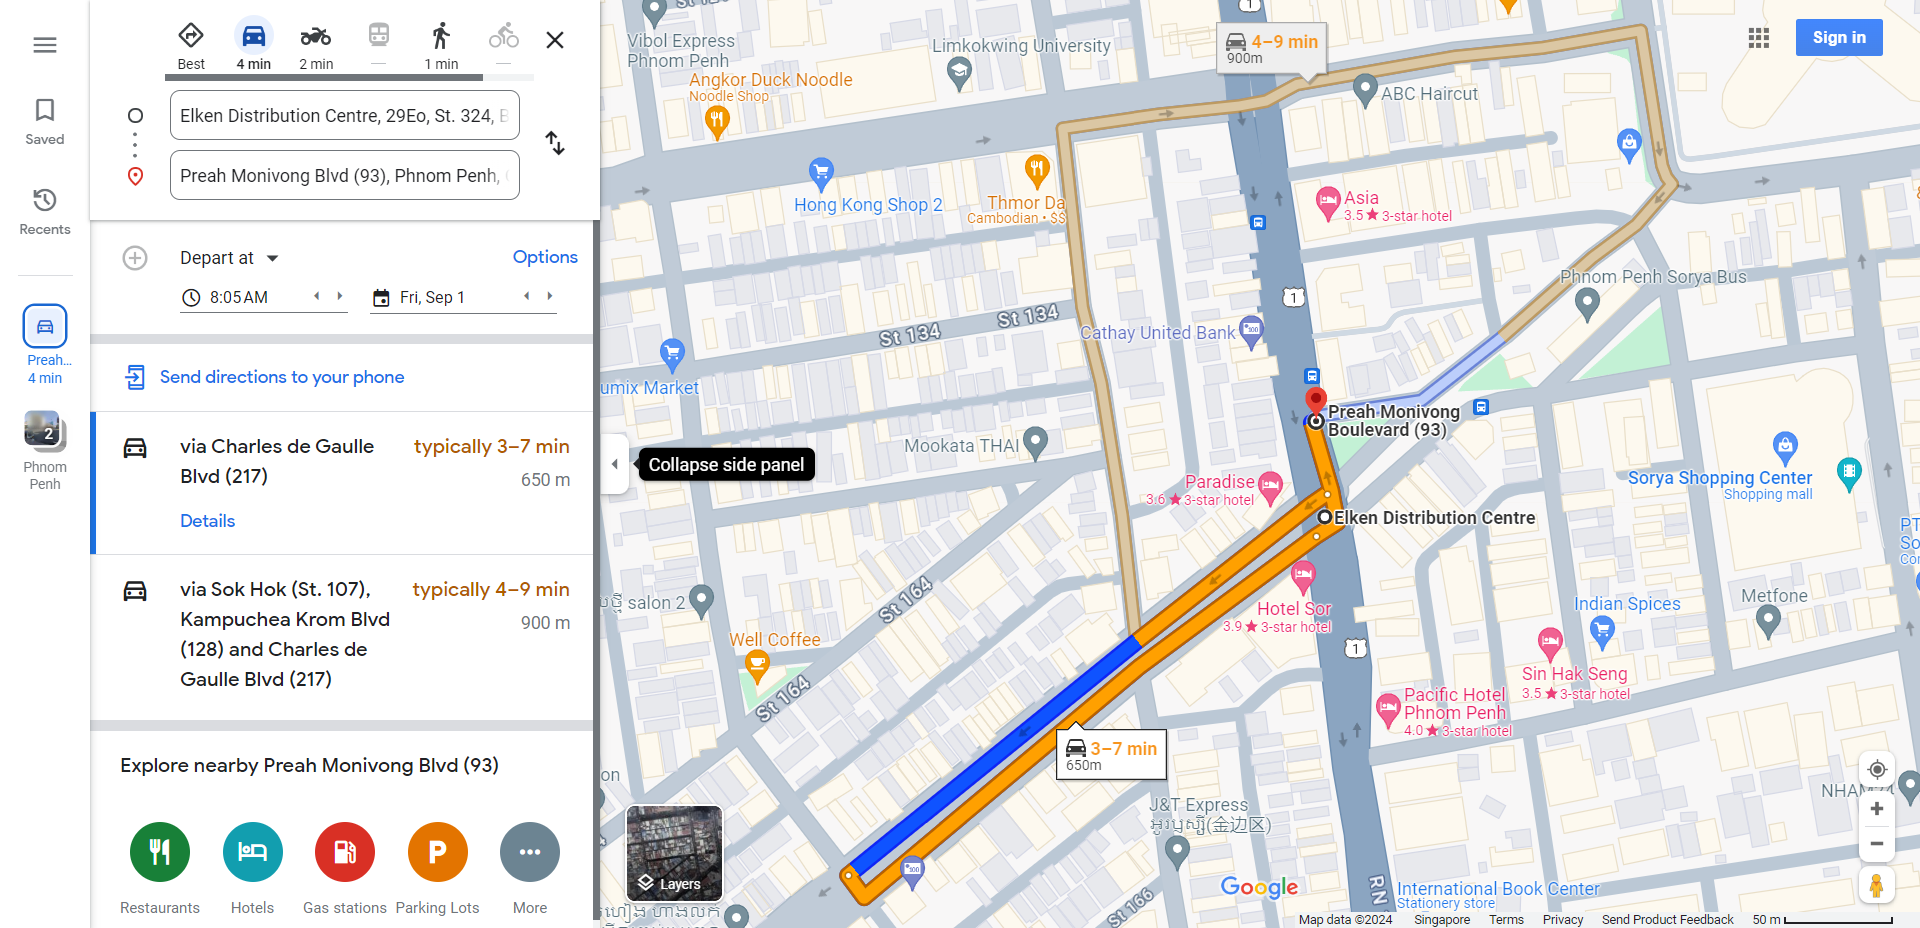 Saved
Recents
Preah...
4 min
2
Phnom
Penh
Best
4 min
2 min
—
1 min
—
Elken Distribution Centre, 29Eo, St. 324,
Preah Monivong Blvd (93), Phnom Penh,
Depart at
Options
8:05 AM
Fri, Sep 1
Send directions to your phone
via Charles de Gaulle
Blvd (217)
typically 3–7 min
650 m
Details
via Sok Hok (St. 107),
Kampuchea Krom Blvd
(128) and Charles de
Gaulle Blvd (217)
typically 4–9 min
900 m
Explore nearby Preah Monivong Blvd (93)
Restaurants
Hotels
Gas stations
P
Parking Lots
More
Collapse side panel
Layers
Vibol Express
Phnom Penh
Angkor Duck Noodle
Noodle Shop
Limkokwing University
1
4–9 min
900m
ABC Haircut
Sign in
Hong Kong Shop 2
Thmor Da
Cambodian • $$
Asia
3.5 ★ 3-star hotel
Phnom Penh Sorya Bus
1
St 134
St 134
Cathay United Bank
umix Market
Mookata THAI
Preah Monivong
Boulevard (93)
Paradise
3.6 ★ 3-star hotel
Elken Distribution Centre
Sorya Shopping Center
Shopping mall
Hotel Sor
3.9 ★ 3-star hotel
Indian Spices
Metfone
salon 2
St 164
Well Coffee
St 164
1
Sin Hak Seng
3.5 ★ 3-star hotel
Pacific Hotel
Phnom Penh
4.0 ★ 3-star hotel
3–7 min
650m
J&T Express
(金边区)
St 166
RN
International Book Center
Stationery store
Google
Map data ©2024
Singapore
Terms
Privacy
Send Product Feedback
50 m